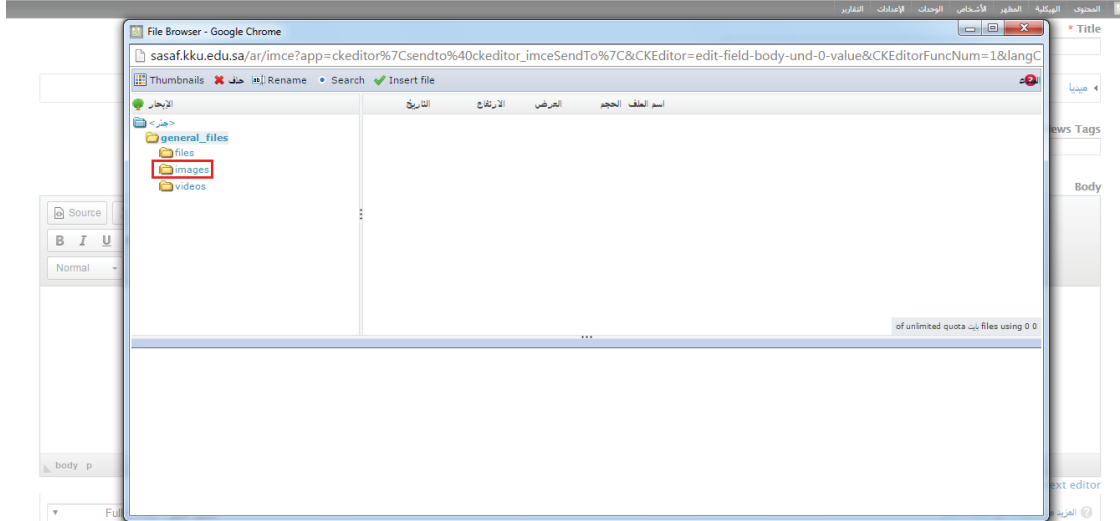 المحتوى الهيكلية المظهر الأشخاص الوحدات الإعدادات التقارير
* Title
File Browser - Google Chrome
sasaf.kku.edu.sa/ar/imce?app=ckeditor%7Csendto%40ckeditor_imceSendTo%7C&CKEditor=edit-field-body-und-0-value&CKEditorFuncNum=1&langC
Thumbnails حذف Rename Search Insert file
ميديا
الإبحار اسم الملف الحجم العرض الارتفاع التاريخ
<جذر>
general_files
files
images
videos
ews Tags
Body
Source
B I U
Normal
of unlimited quota بايت files using 0 0
body p
ext editor
Full
المزيد